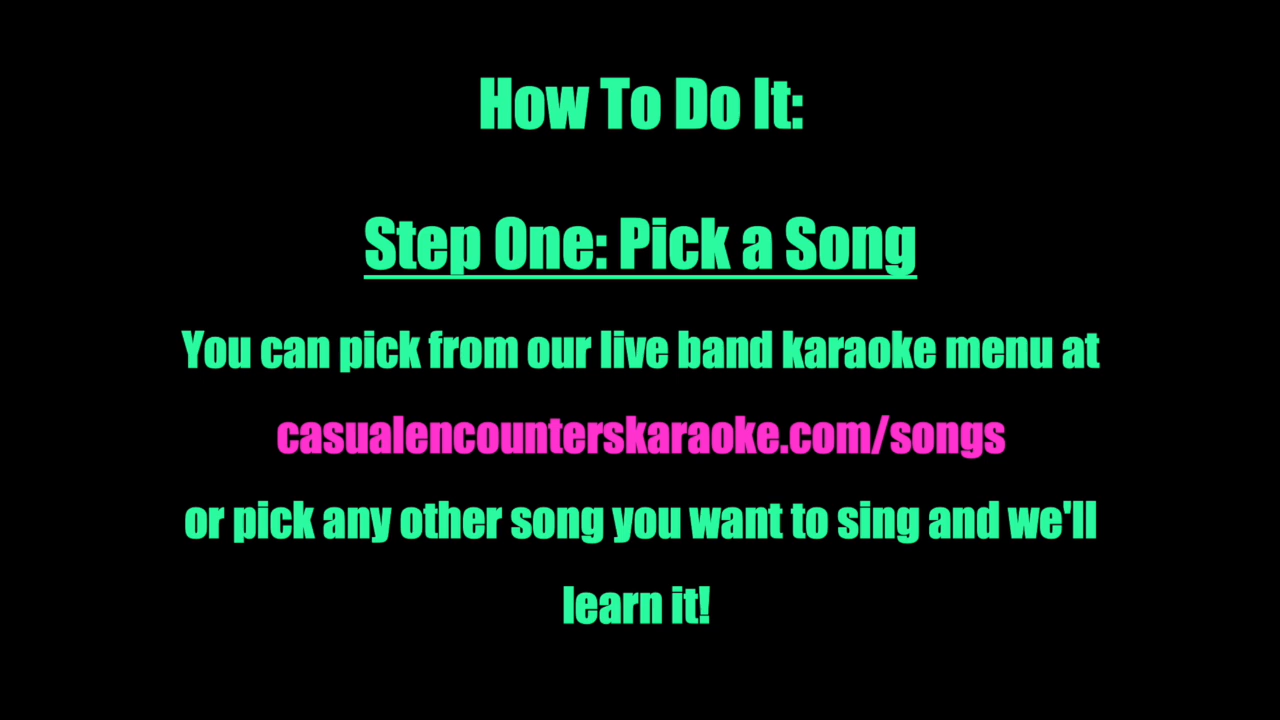 How To Do It:
Step One: Pick a Song
You can pick from our live band karaoke menu at
casualencounterskaraoke.com/songs
or pick any other song you want to sing and we'll
learn it!